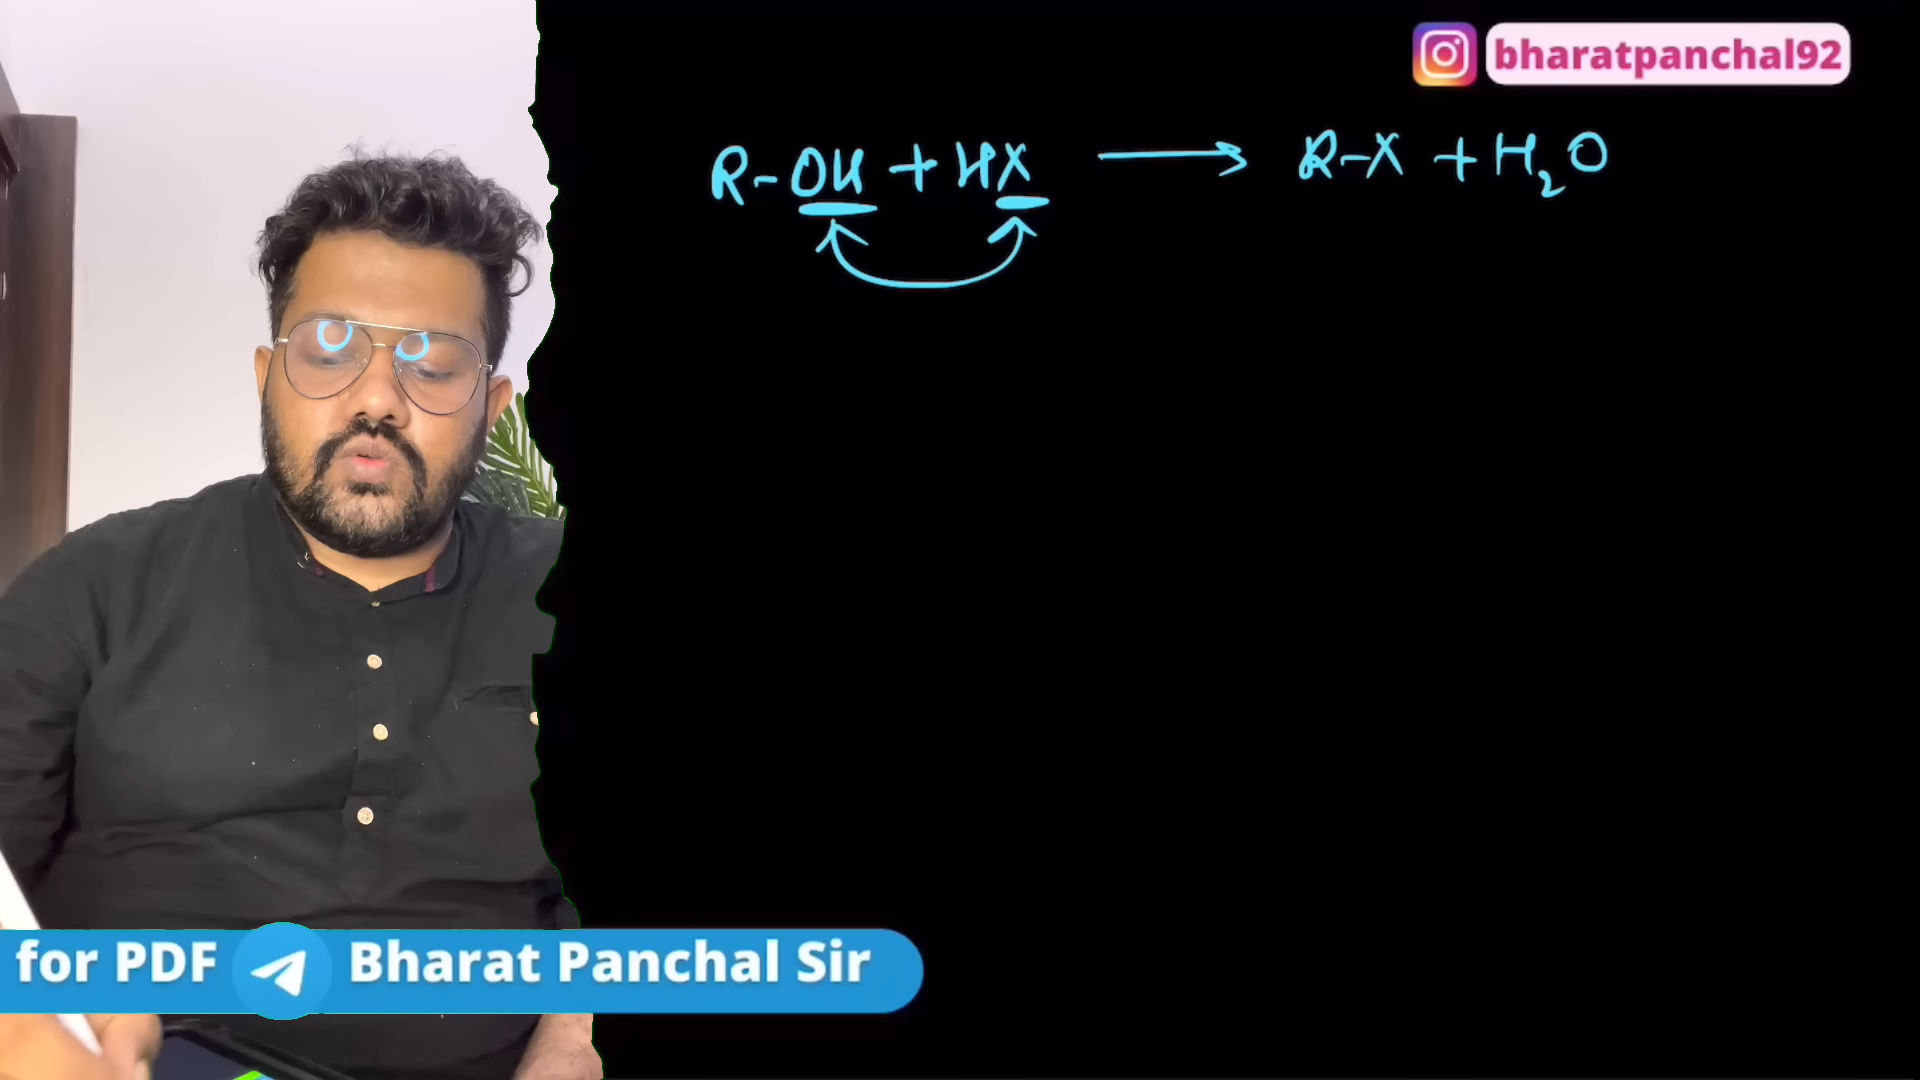 bharatpanchal92
R-OH + HX ⟶ R-X + H₂O
for PDF Bharat Panchal Sir